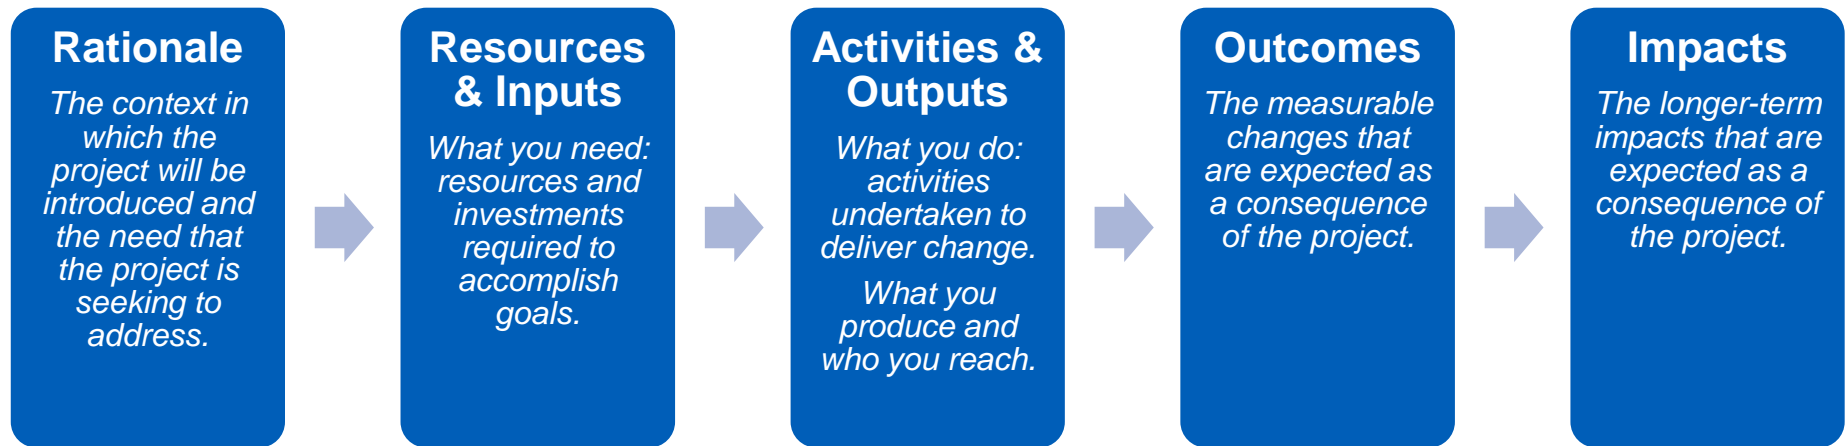 Rationale
The context in
which the
project will be
introduced and
the need that
the project is
seeking to
address.
Resources
& Inputs
What you need:
resources and
investments
required to
accomplish
goals.
Activities &
Outputs
What you do:
activities
undertaken to
deliver change.
What you
produce and
who you reach.
Outcomes
The measurable
changes that
are expected as
a consequence
of the project.
Impacts
The longer-term
impacts that are
expected as a
consequence of
the project.